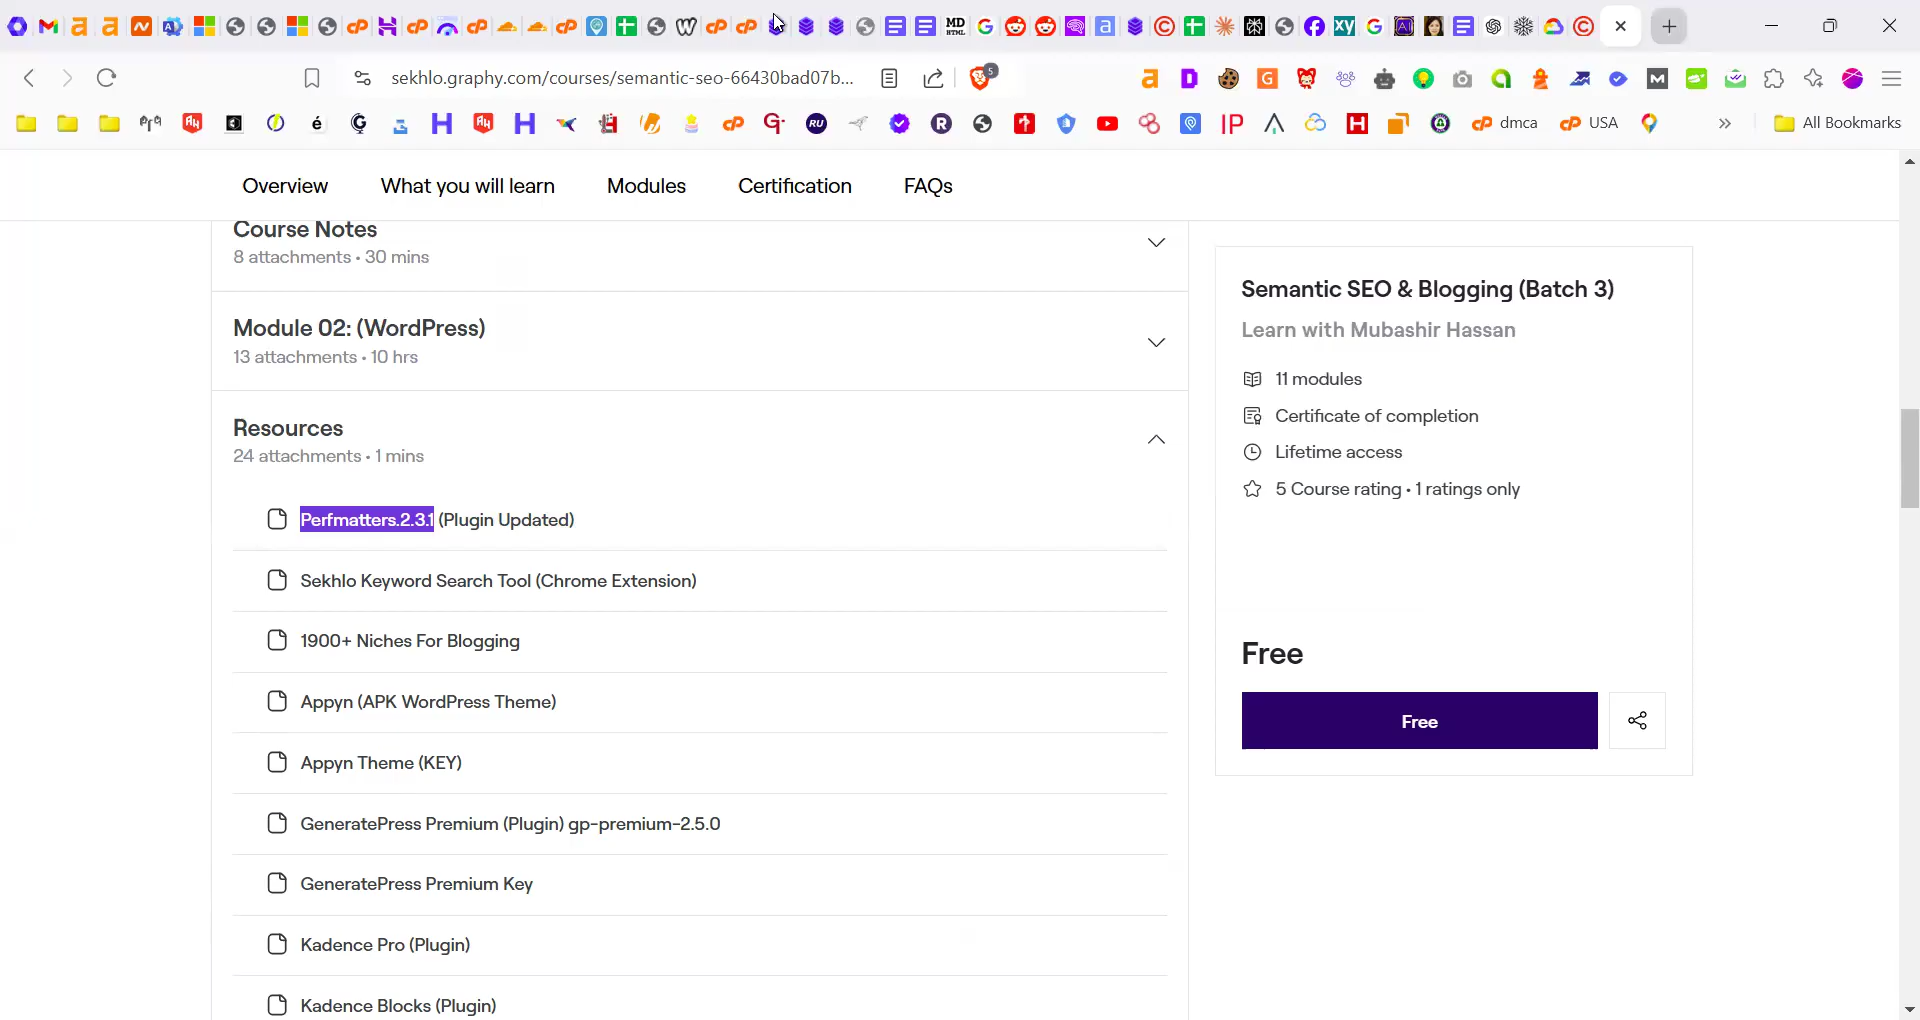 sekhlo.graphy.com/courses/semantic-seo-66430bad07b...
5
dmca
USA
All Bookmarks
Overview
What you will learn
Modules
Certification
FAQs
Course Notes
8 attachments • 30 mins
Module 02: (WordPress)
13 attachments • 10 hrs
Resources
24 attachments • 1 mins
Perfmatters.2.3.1 (Plugin Updated)
Sekhlo Keyword Search Tool (Chrome Extension)
1900+ Niches For Blogging
Appyn (APK WordPress Theme)
Appyn Theme (KEY)
GeneratePress Premium (Plugin) gp-premium-2.5.0
GeneratePress Premium Key
Kadence Pro (Plugin)
Kadence Blocks (Plugin)
Semantic SEO & Blogging (Batch 3)
Learn with Mubashir Hassan
11 modules
Certificate of completion
Lifetime access
5 Course rating • 1 ratings only
Free
Free